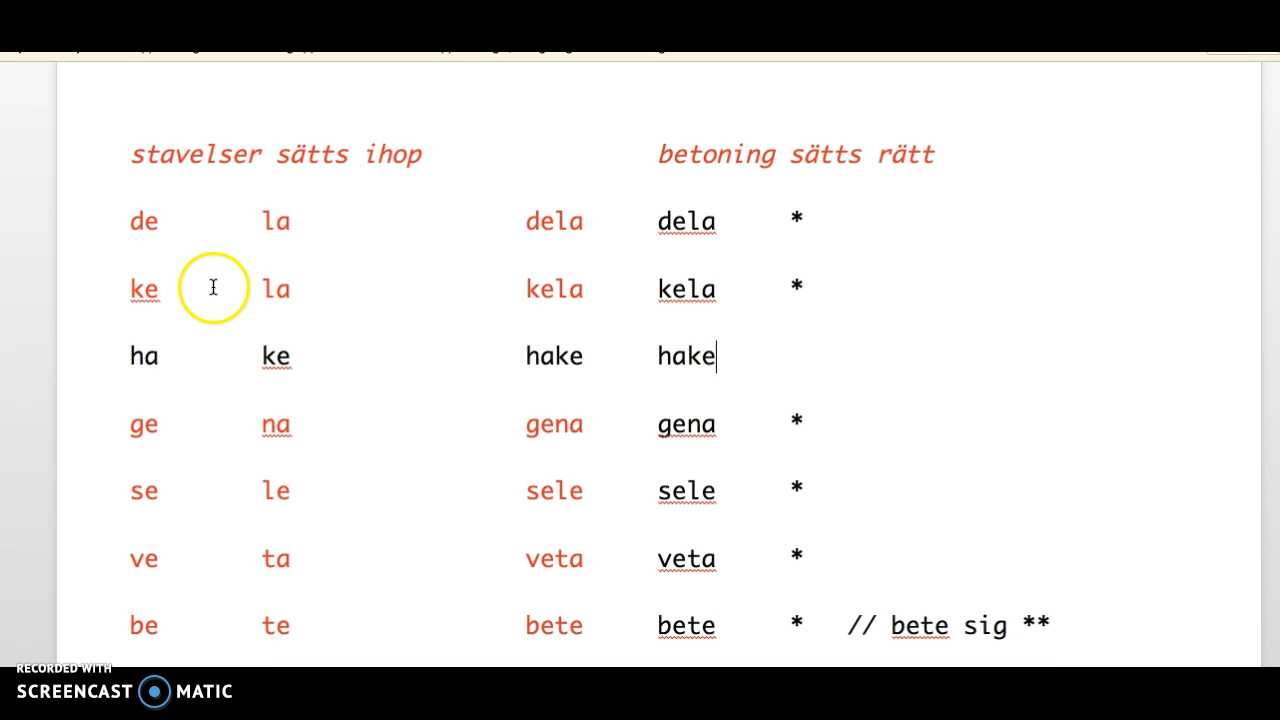 stavelser sätts ihop betoning sätts rätt
de la dela dela *
ke la kela kela *
ha ke hake hake
ge na gena gena *
se le sele sele *
ve ta veta veta *
be te bete bete * // bete sig **
RECORDED WITH
SCREENCAST MATIC